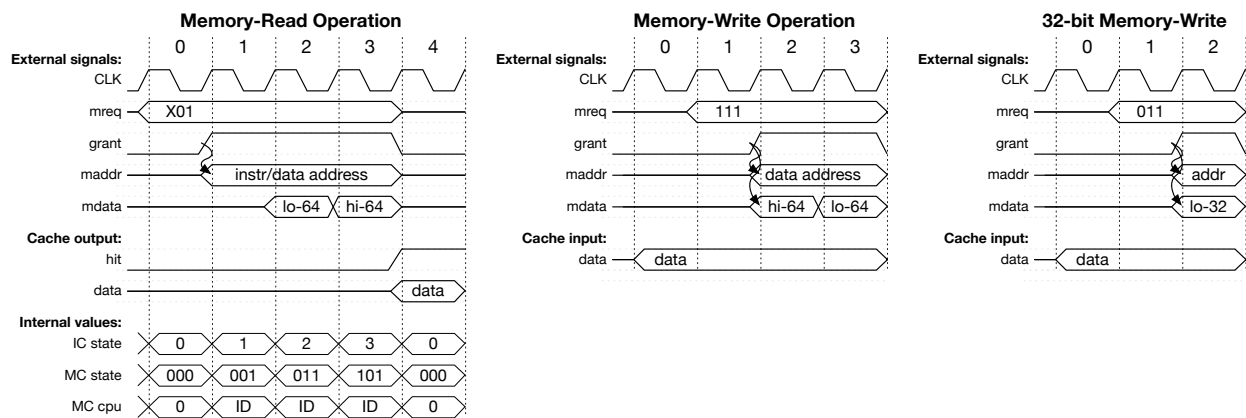 Memory-Read Operation
0 1 2 3 4
External signals:
CLK
mreq X01
grant
maddr instr/data address
mdata lo-64 hi-64
Cache output:
hit
data data
Internal values:
IC state 0 1 2 3 0
MC state 000 001 011 101 000
MC cpu 0 ID ID ID 0
Memory-Write Operation
0 1 2 3
External signals:
CLK
mreq 111
grant
maddr data address
mdata hi-64 lo-64
Cache input:
data data
32-bit Memory-Write
0 1 2
External signals:
CLK
mreq 011
grant
maddr addr
mdata lo-32
Cache input:
data data